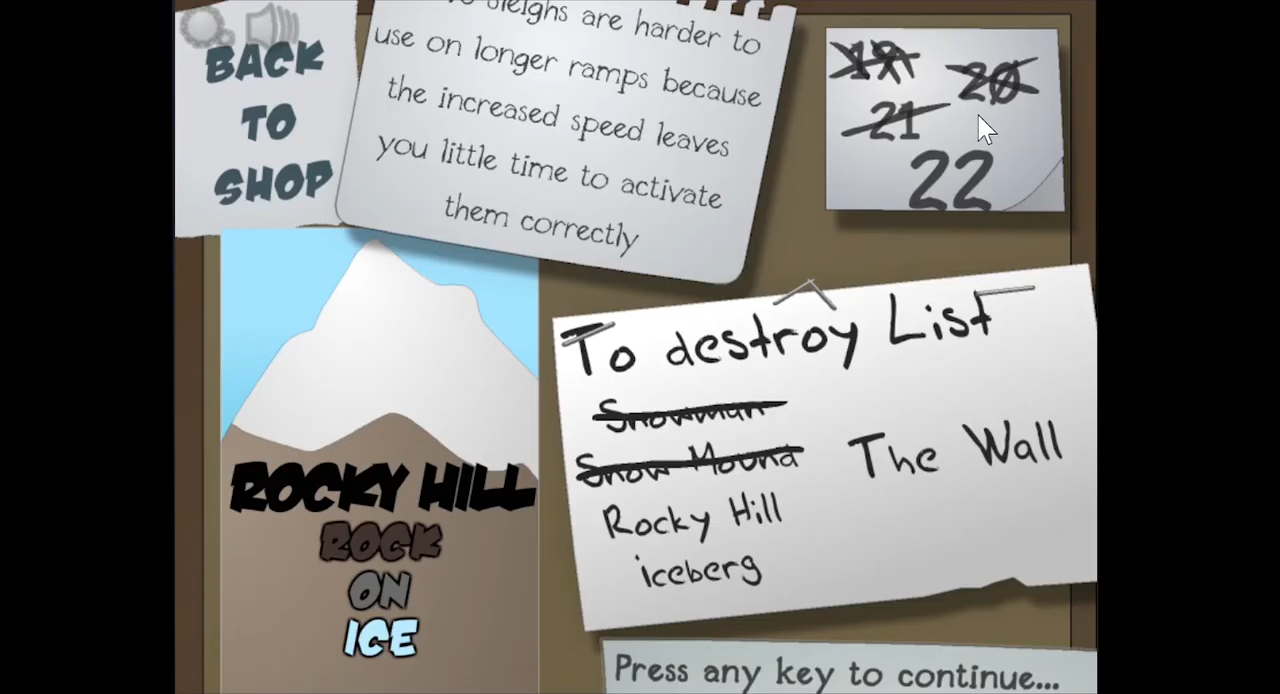 BACK
TO
SHOP
sleighs are harder to
use on longer ramps because
the increased speed leaves
you little time to activate
them correctly
19
20
21
22
To destroy List
Snowman
Snow Mound
The Wall
Rocky Hill
iceberg
ROCKY HILL
ROCK
ON
ICE
Press any key to continue...